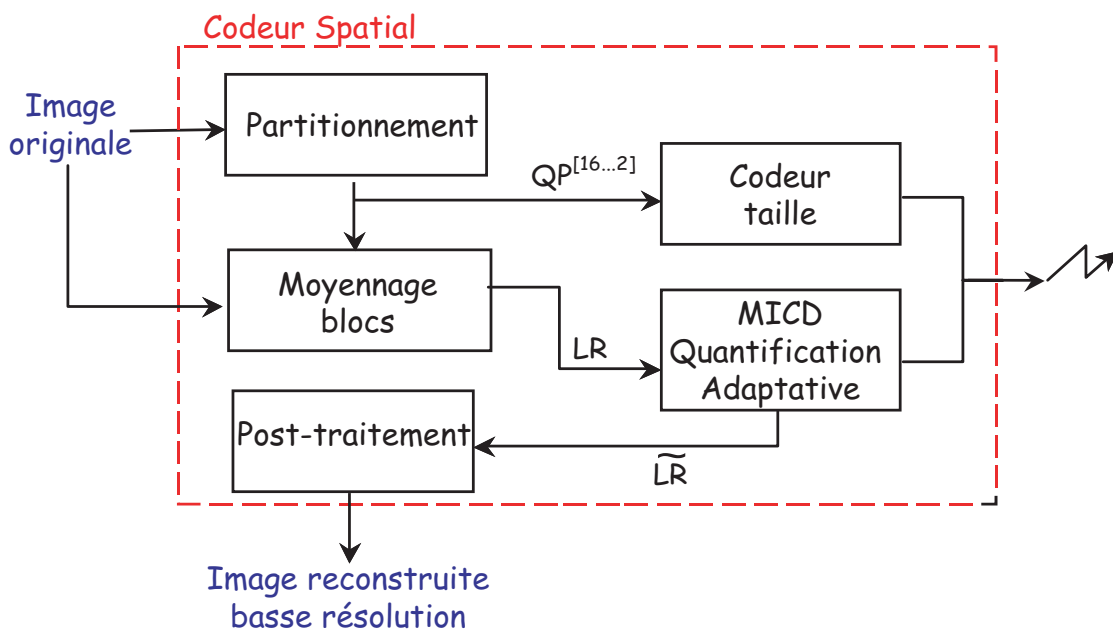 Codeur Spatial
Image
originale
Partitionnement
QP[16...2]
Codeur
taille
Moyennage
blocs
LR
MICD
Quantification
Adaptative
Post-traitement
L̃R̃
Image reconstruite
basse résolution